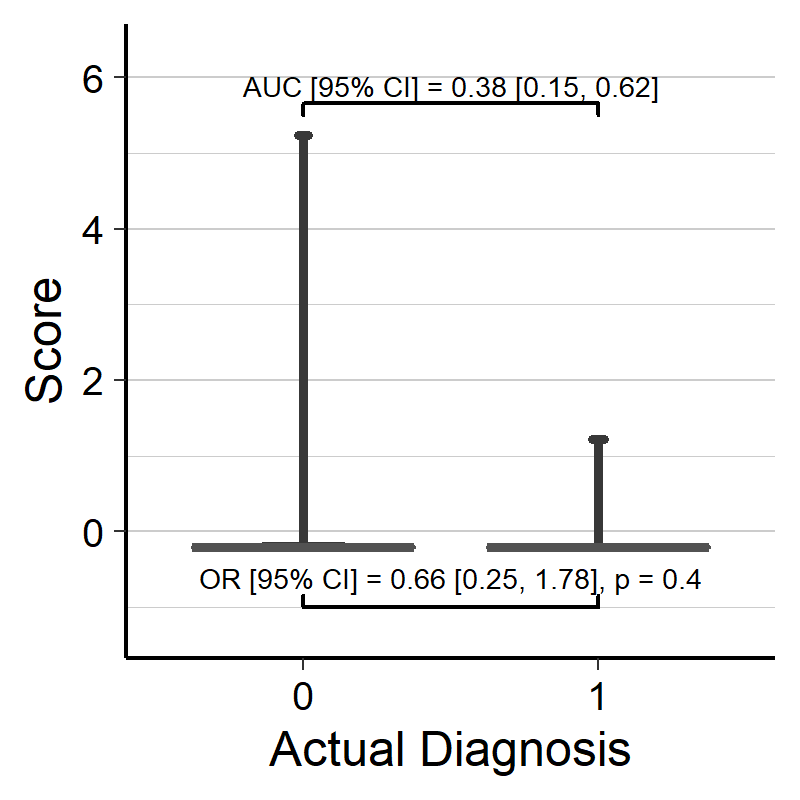 AUC [95% CI] = 0.38 [0.15, 0.62]
6
4
2
0
Score
OR [95% CI] = 0.66 [0.25, 1.78], p = 0.4
0 1
Actual Diagnosis